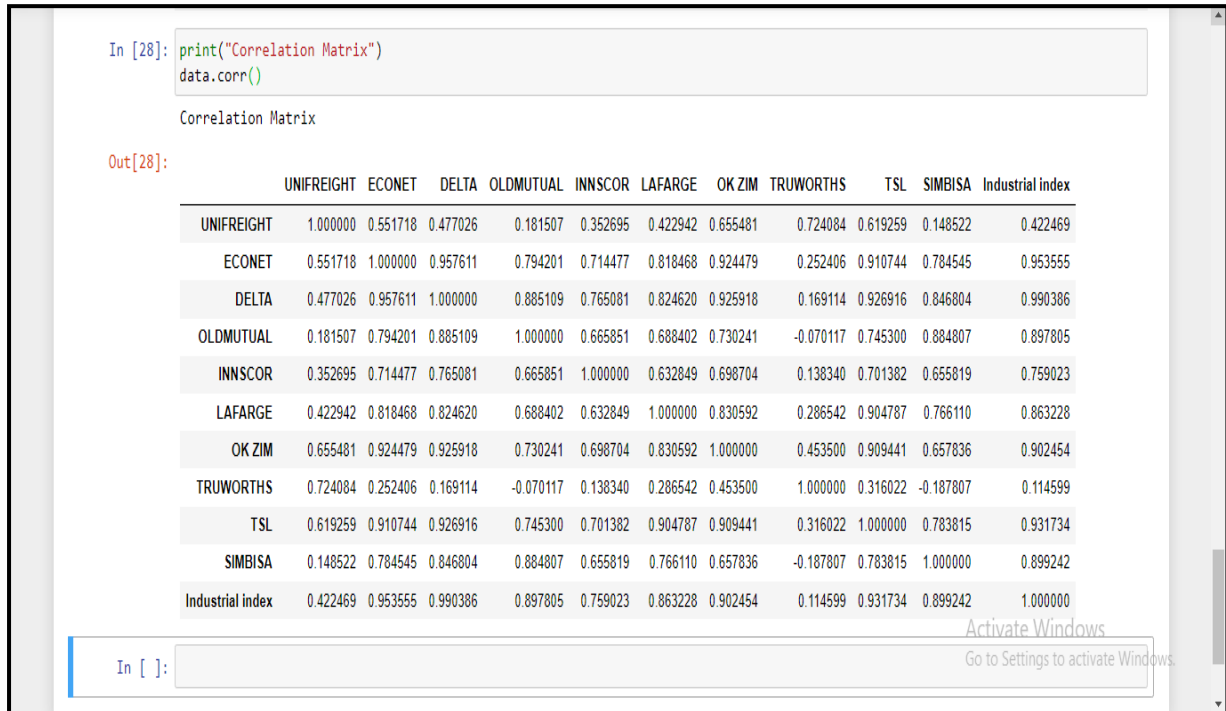 In [28]: print("Correlation Matrix")
data.corr()
Correlation Matrix
Out[28]:
UNIFREIGHT ECONET DELTA OLDMUTUAL INNSCOR LAFARGE OK ZIM TRUWORTHS TSL SIMBISA Industrial index
UNIFREIGHT 1.000000 0.551718 0.477026 0.181507 0.352695 0.422942 0.655481 0.724084 0.619259 0.148522 0.422469
ECONET 0.551718 1.000000 0.957611 0.794201 0.714477 0.818468 0.924479 0.252406 0.910744 0.784545 0.953555
DELTA 0.477026 0.957611 1.000000 0.885109 0.765081 0.824620 0.925918 0.169114 0.926916 0.846804 0.990386
OLDMUTUAL 0.181507 0.794201 0.885109 1.000000 0.665851 0.688402 0.730241 -0.070117 0.745300 0.884807 0.897805
INNSCOR 0.352695 0.714477 0.765081 0.665851 1.000000 0.632849 0.698704 0.138340 0.701382 0.655819 0.759023
LAFARGE 0.422942 0.818468 0.824620 0.688402 0.632849 1.000000 0.830592 0.286542 0.904787 0.766110 0.863228
OK ZIM 0.655481 0.924479 0.925918 0.730241 0.698704 0.830592 1.000000 0.453500 0.909441 0.657836 0.902454
TRUWORTHS 0.724084 0.252406 0.169114 -0.070117 0.138340 0.286542 0.453500 1.000000 0.316022 -0.187807 0.114599
TSL 0.619259 0.910744 0.926916 0.745300 0.701382 0.904787 0.909441 0.316022 1.000000 0.783815 0.931734
SIMBISA 0.148522 0.784545 0.846804 0.884807 0.655819 0.766110 0.657836 -0.187807 0.783815 1.000000 0.899242
Industrial index 0.422469 0.953555 0.990386 0.897805 0.759023 0.863228 0.902454 0.114599 0.931734 0.899242 1.000000
Activate Windows
Go to Settings to activate Windows.
In [ ]: